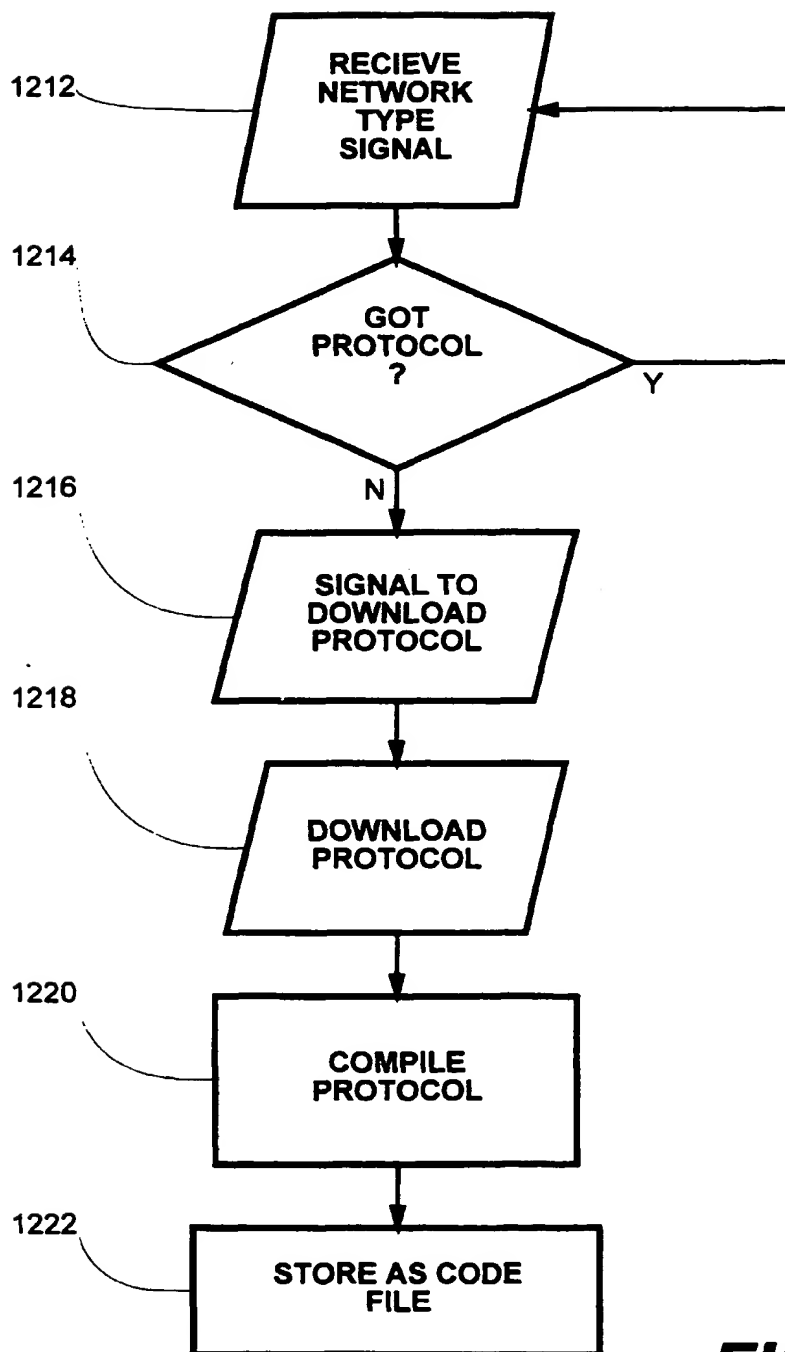 1212
RECIEVE
NETWORK
TYPE
SIGNAL
1214
GOT
PROTOCOL
?
Y
N
1216
SIGNAL TO
DOWNLOAD
PROTOCOL
1218
DOWNLOAD
PROTOCOL
1220
COMPILE
PROTOCOL
1222
STORE AS CODE
FILE